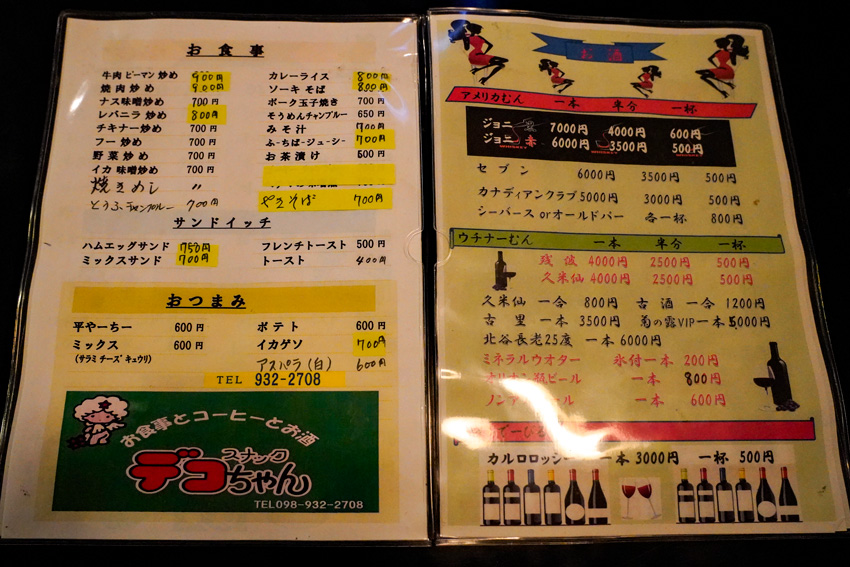 お食事
牛肉ピーマン炒め 900円
焼肉炒め 900円
ナス味噌炒め 700円
レバニラ炒め 800円
チキナー炒め 700円
フー炒め 700円
野菜炒め 700円
イカ味噌炒め 700円
焼きめし 〃
とうふチャンプルー 700
カレーライス 800円
ソーキそば 800円
ポーク玉子焼き 700円
そうめんチャンプルー 650円
みそ汁 700円
ふ-ちば-ジュ-シ- 700円
お茶漬け 500円
やきそば 700円
サンドイッチ
ハムエッグサンド 750円
ミックスサンド 700円
フレンチトースト 500円
トースト 400円
おつまみ
平やーちー 600円
ミックス 600円
(サラミ チーズ キュウリ)
ポテト 600円
イカゲソ 700円
アスパラ(白) 600円
TEL 932-2708
お食事とコーヒーとお酒
スナック
デコちゃん
TEL098-932-2708
お酒
アメリカむん 一本 半分 一杯
ジョニ黒 7000円 4000円 600円
ジョニ赤 6000円 3500円 500円
セブン 6000円 3500円 500円
カナディアンクラブ 5000円 3000円 500円
シーバース orオールドパー 各一杯 800円
ウチナーむん 一本 半分 一杯
残波 4000円 2500円 500円
久米仙 4000円 2500円 500円
久米仙 一合 800円 古酒 一合 1200円
古里 一本 3500円 菊の露VIP 一本 5000円
北谷長老25度 一本 6000円
ミネラルウオター 氷付一本 200円
オリオン瓶ビール 一本 800円
ノンアルコール 一本 600円
カルロロッシー 一本 3000円 一杯 500円